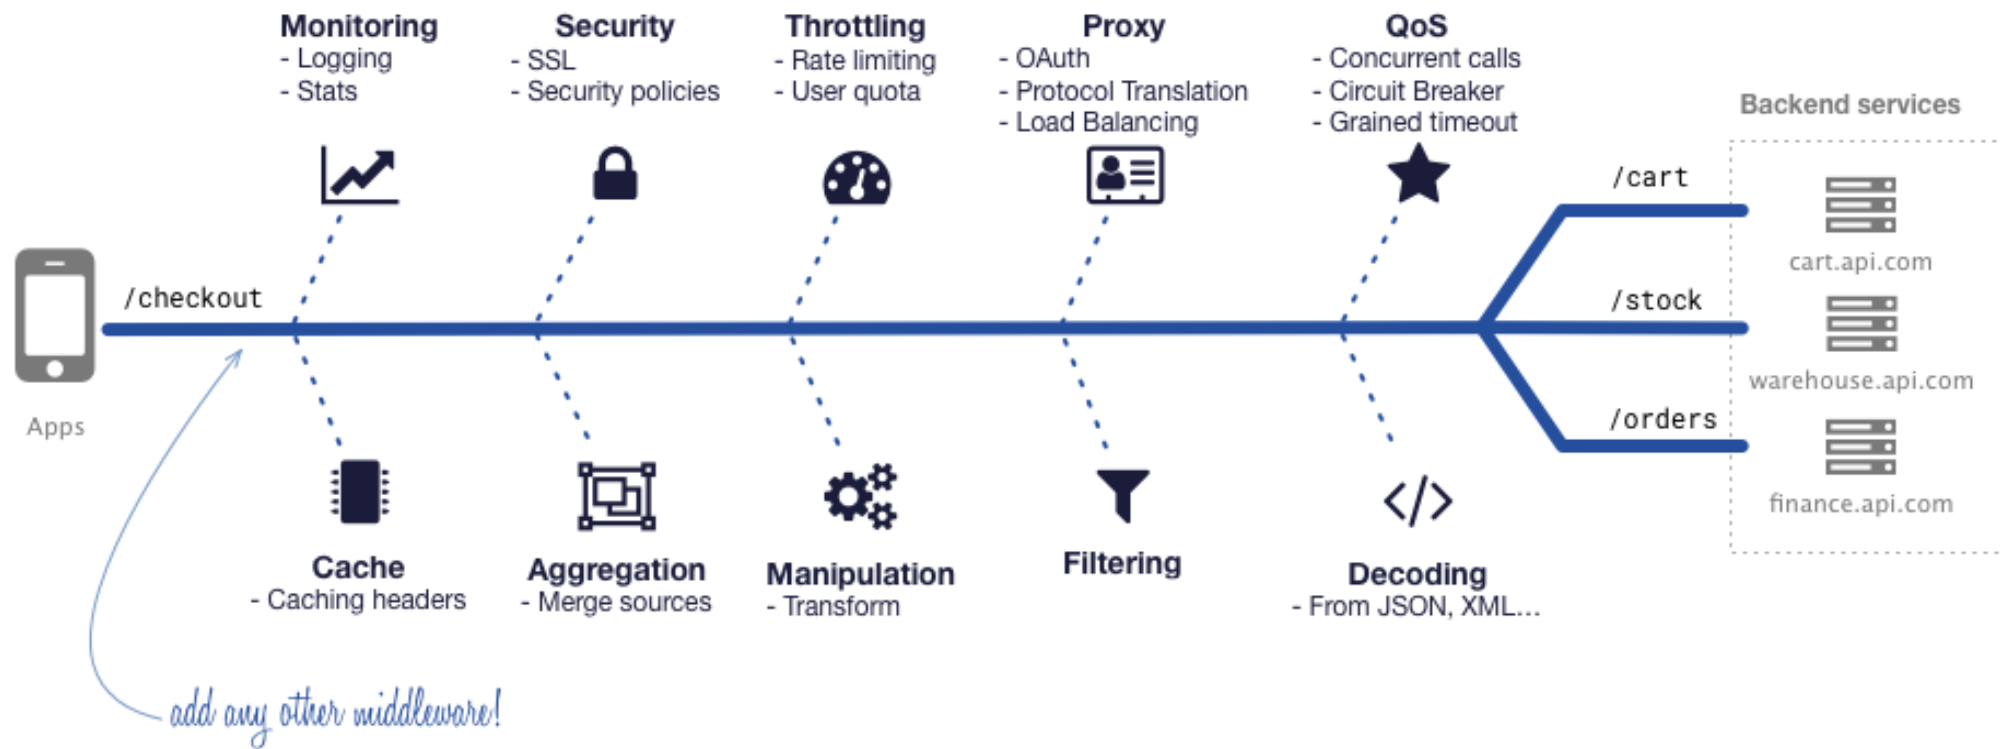 Monitoring
- Logging
- Stats
Security
- SSL
- Security policies
Throttling
- Rate limiting
- User quota
Proxy
- OAuth
- Protocol Translation
- Load Balancing
QoS
- Concurrent calls
- Circuit Breaker
- Grained timeout
Backend services
/cart
cart.api.com
/checkout
/stock
warehouse.api.com
Apps
/orders
finance.api.com
Cache
- Caching headers
Aggregation
- Merge sources
Manipulation
- Transform
Filtering
Decoding
- From JSON, XML...
add any other middleware!